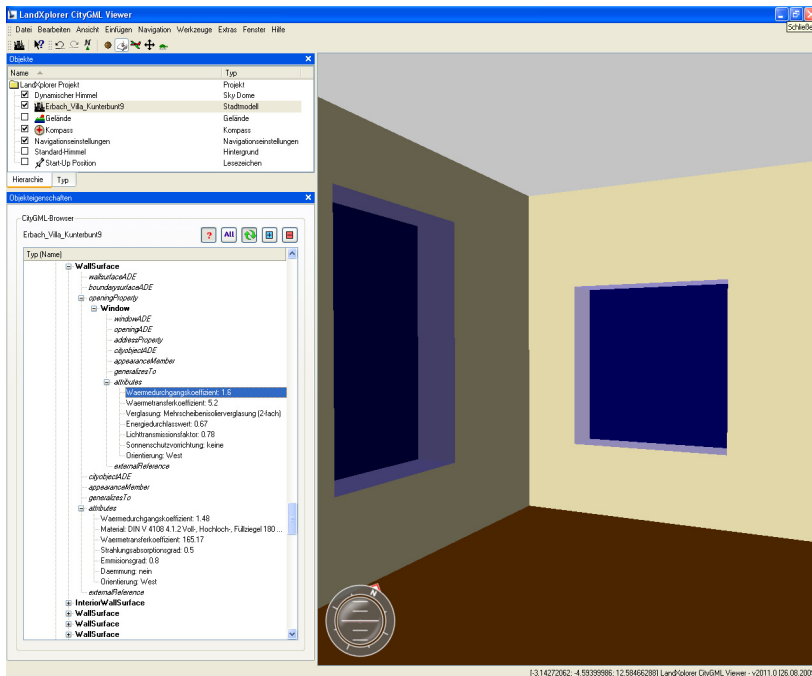 LandXplorer CityGML Viewer
Datei Bearbeiten Ansicht Einfügen Navigation Werkzeuge Extras Fenster Hilfe
Schließe
N
Objekte
Name Typ
LandXplorer Projekt Projekt
Dynamischer Himmel Sky Dome
Erbach_Villa_Kunterbunt9 Stadtmodell
Gelände Gelände
Kompass Kompass
Navigationseinstellungen Navigationseinstellungen
Standard-Himmel Hintergrund
Start-Up Position Lesezeichen
Hierarchie Typ
Objekteigenschaften
CityGML-Browser
Erbach_Villa_Kunterbunt9 ? All
Typ (Name)
WallSurface
wallsurfaceADE
boundarysurfaceADE
openingProperty
Window
windowADE
openingADE
addressProperty
cityobjectADE
appearanceMember
generalizesTo
attributes
Waermedurchgangskoeffizient: 1.6
Waermetransferkoeffizient: 5.2
Verglasung: Mehrscheibenisolierverglasung (2-fach)
Energiedurchlasswert: 0.67
Lichttransmissionsfaktor: 0.78
Sonnenschutzvorrichtung: keine
Orientierung: West
externalReference
cityobjectADE
appearanceMember
generalizesTo
attributes
Waermedurchgangskoeffizient: 1.48
Material: DIN V 4108 4.1.2 Voll-, Hochloch-, Füllziegel 180 ...
Waermetransferkoeffizient: 165.17
Strahlungsabsorptionsgrad: 0.5
Emmisionsgrad: 0.8
Daemmung: nein
Orientierung: West
externalReference
InteriorWallSurface
WallSurface
WallSurface
WallSurface
N
[-3.14272062; -4.59399986; 12.58466288] LandXplorer CityGML Viewer - v2011.0 [26.08.200